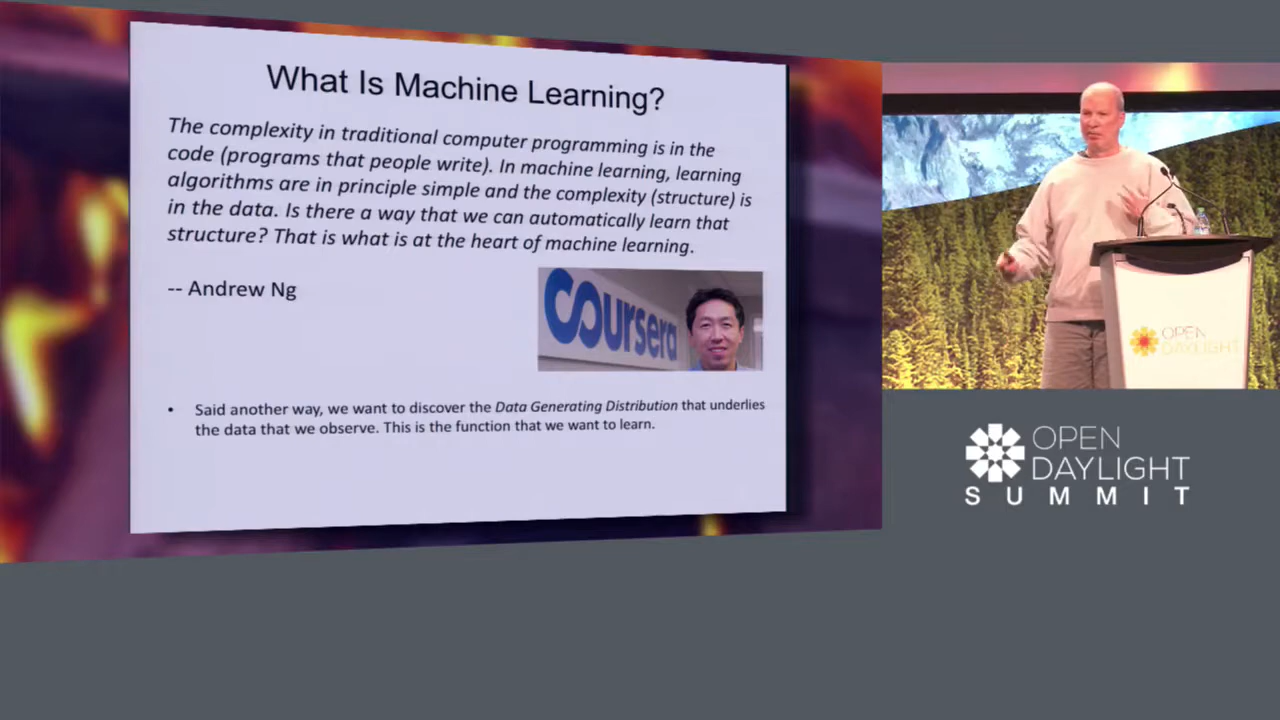 What Is Machine Learning?
The complexity in traditional computer programming is in the
code (programs that people write). In machine learning, learning
algorithms are in principle simple and the complexity (structure) is
in the data. Is there a way that we can automatically learn that
structure? That is what is at the heart of machine learning.
-- Andrew Ng
coursera
• Said another way, we want to discover the Data Generating Distribution that underlies
the data that we observe. This is the function that we want to learn.
OPEN
DAYLIGHT
OPEN
DAYLIGHT
SUMMIT